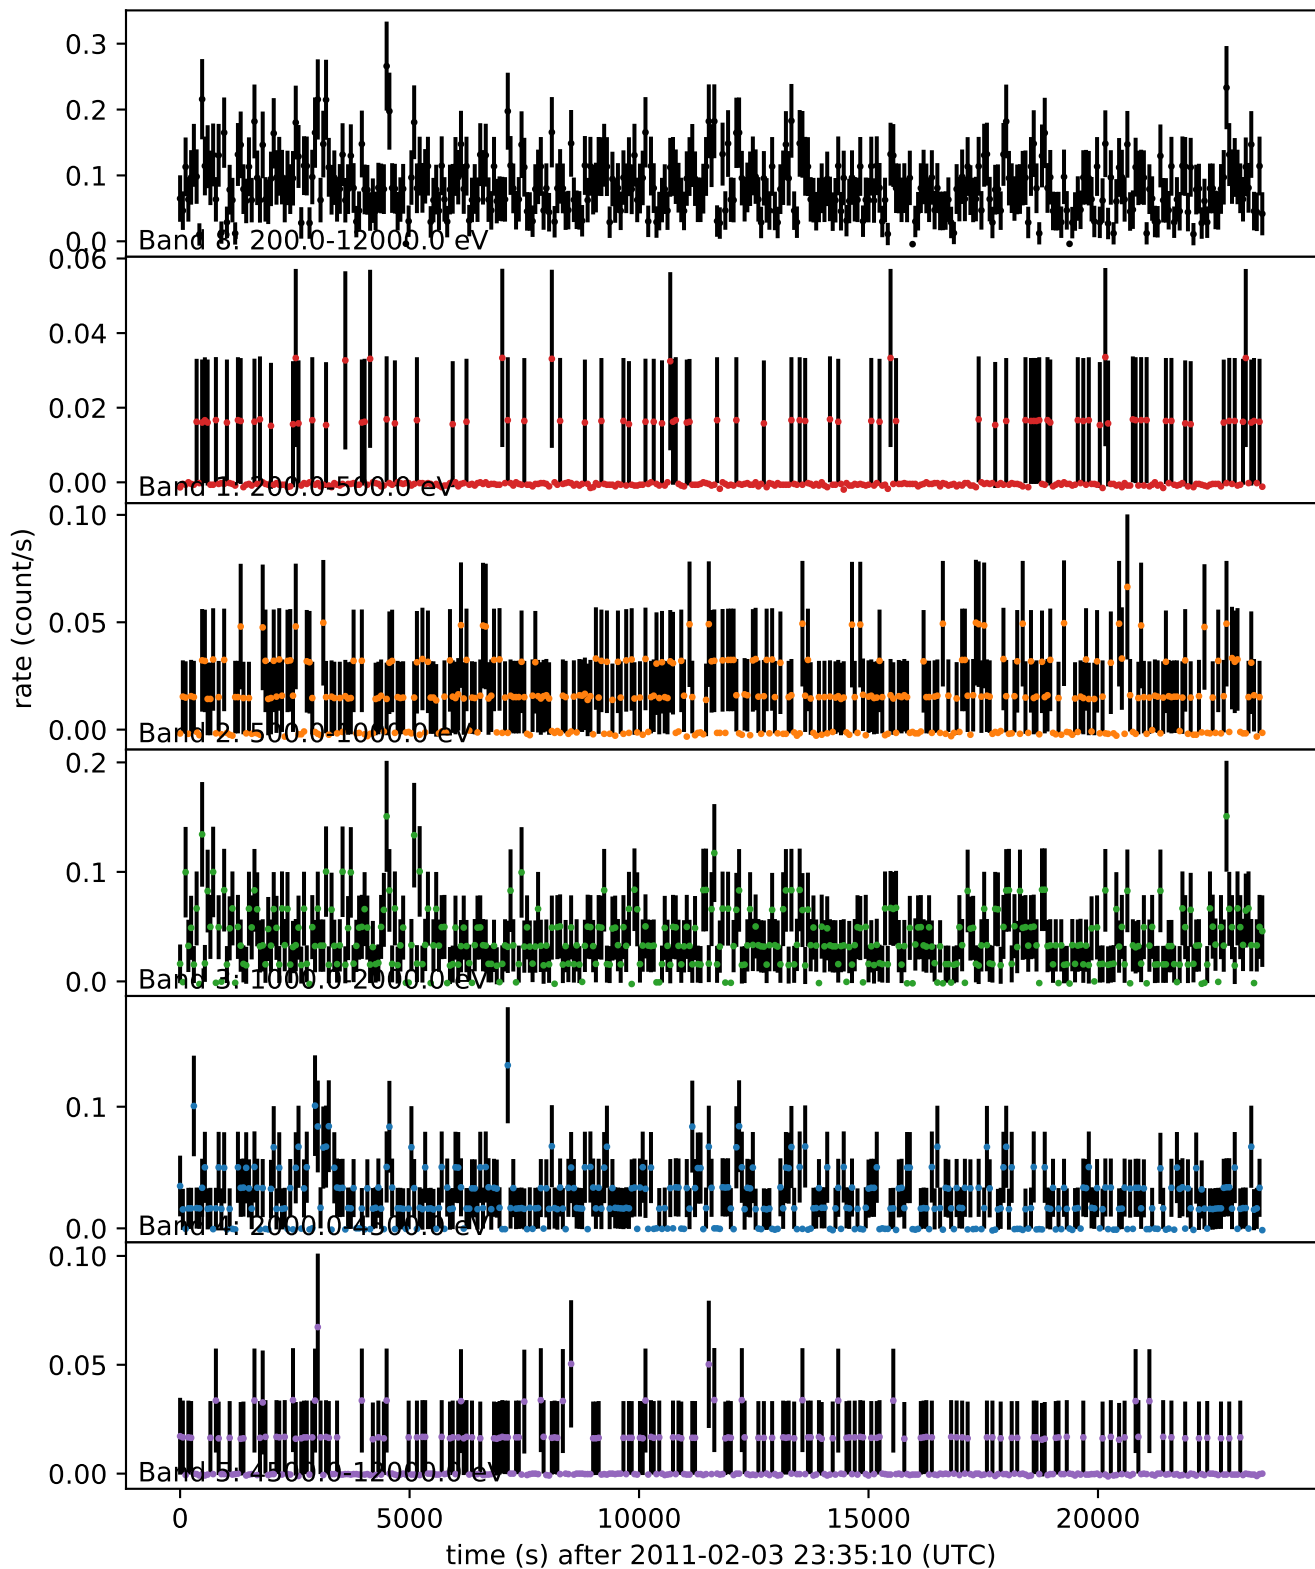 0.3
0.2
0.1
0.0
Band 8: 200.0-12000.0 eV
0.06
0.04
0.02
0.00
Band 1: 200.0-500.0 eV
0.10
0.05
0.00
Band 2: 500.0-1000.0 eV
0.2
0.1
0.0
Band 3: 1000.0-2000.0 eV
0.1
0.0
Band 4: 2000.0-4500.0 eV
0.10
0.05
0.00
Band 5: 4500.0-12000.0 eV
rate (count/s)
0 5000 10000 15000 20000
time (s) after 2011-02-03 23:35:10 (UTC)